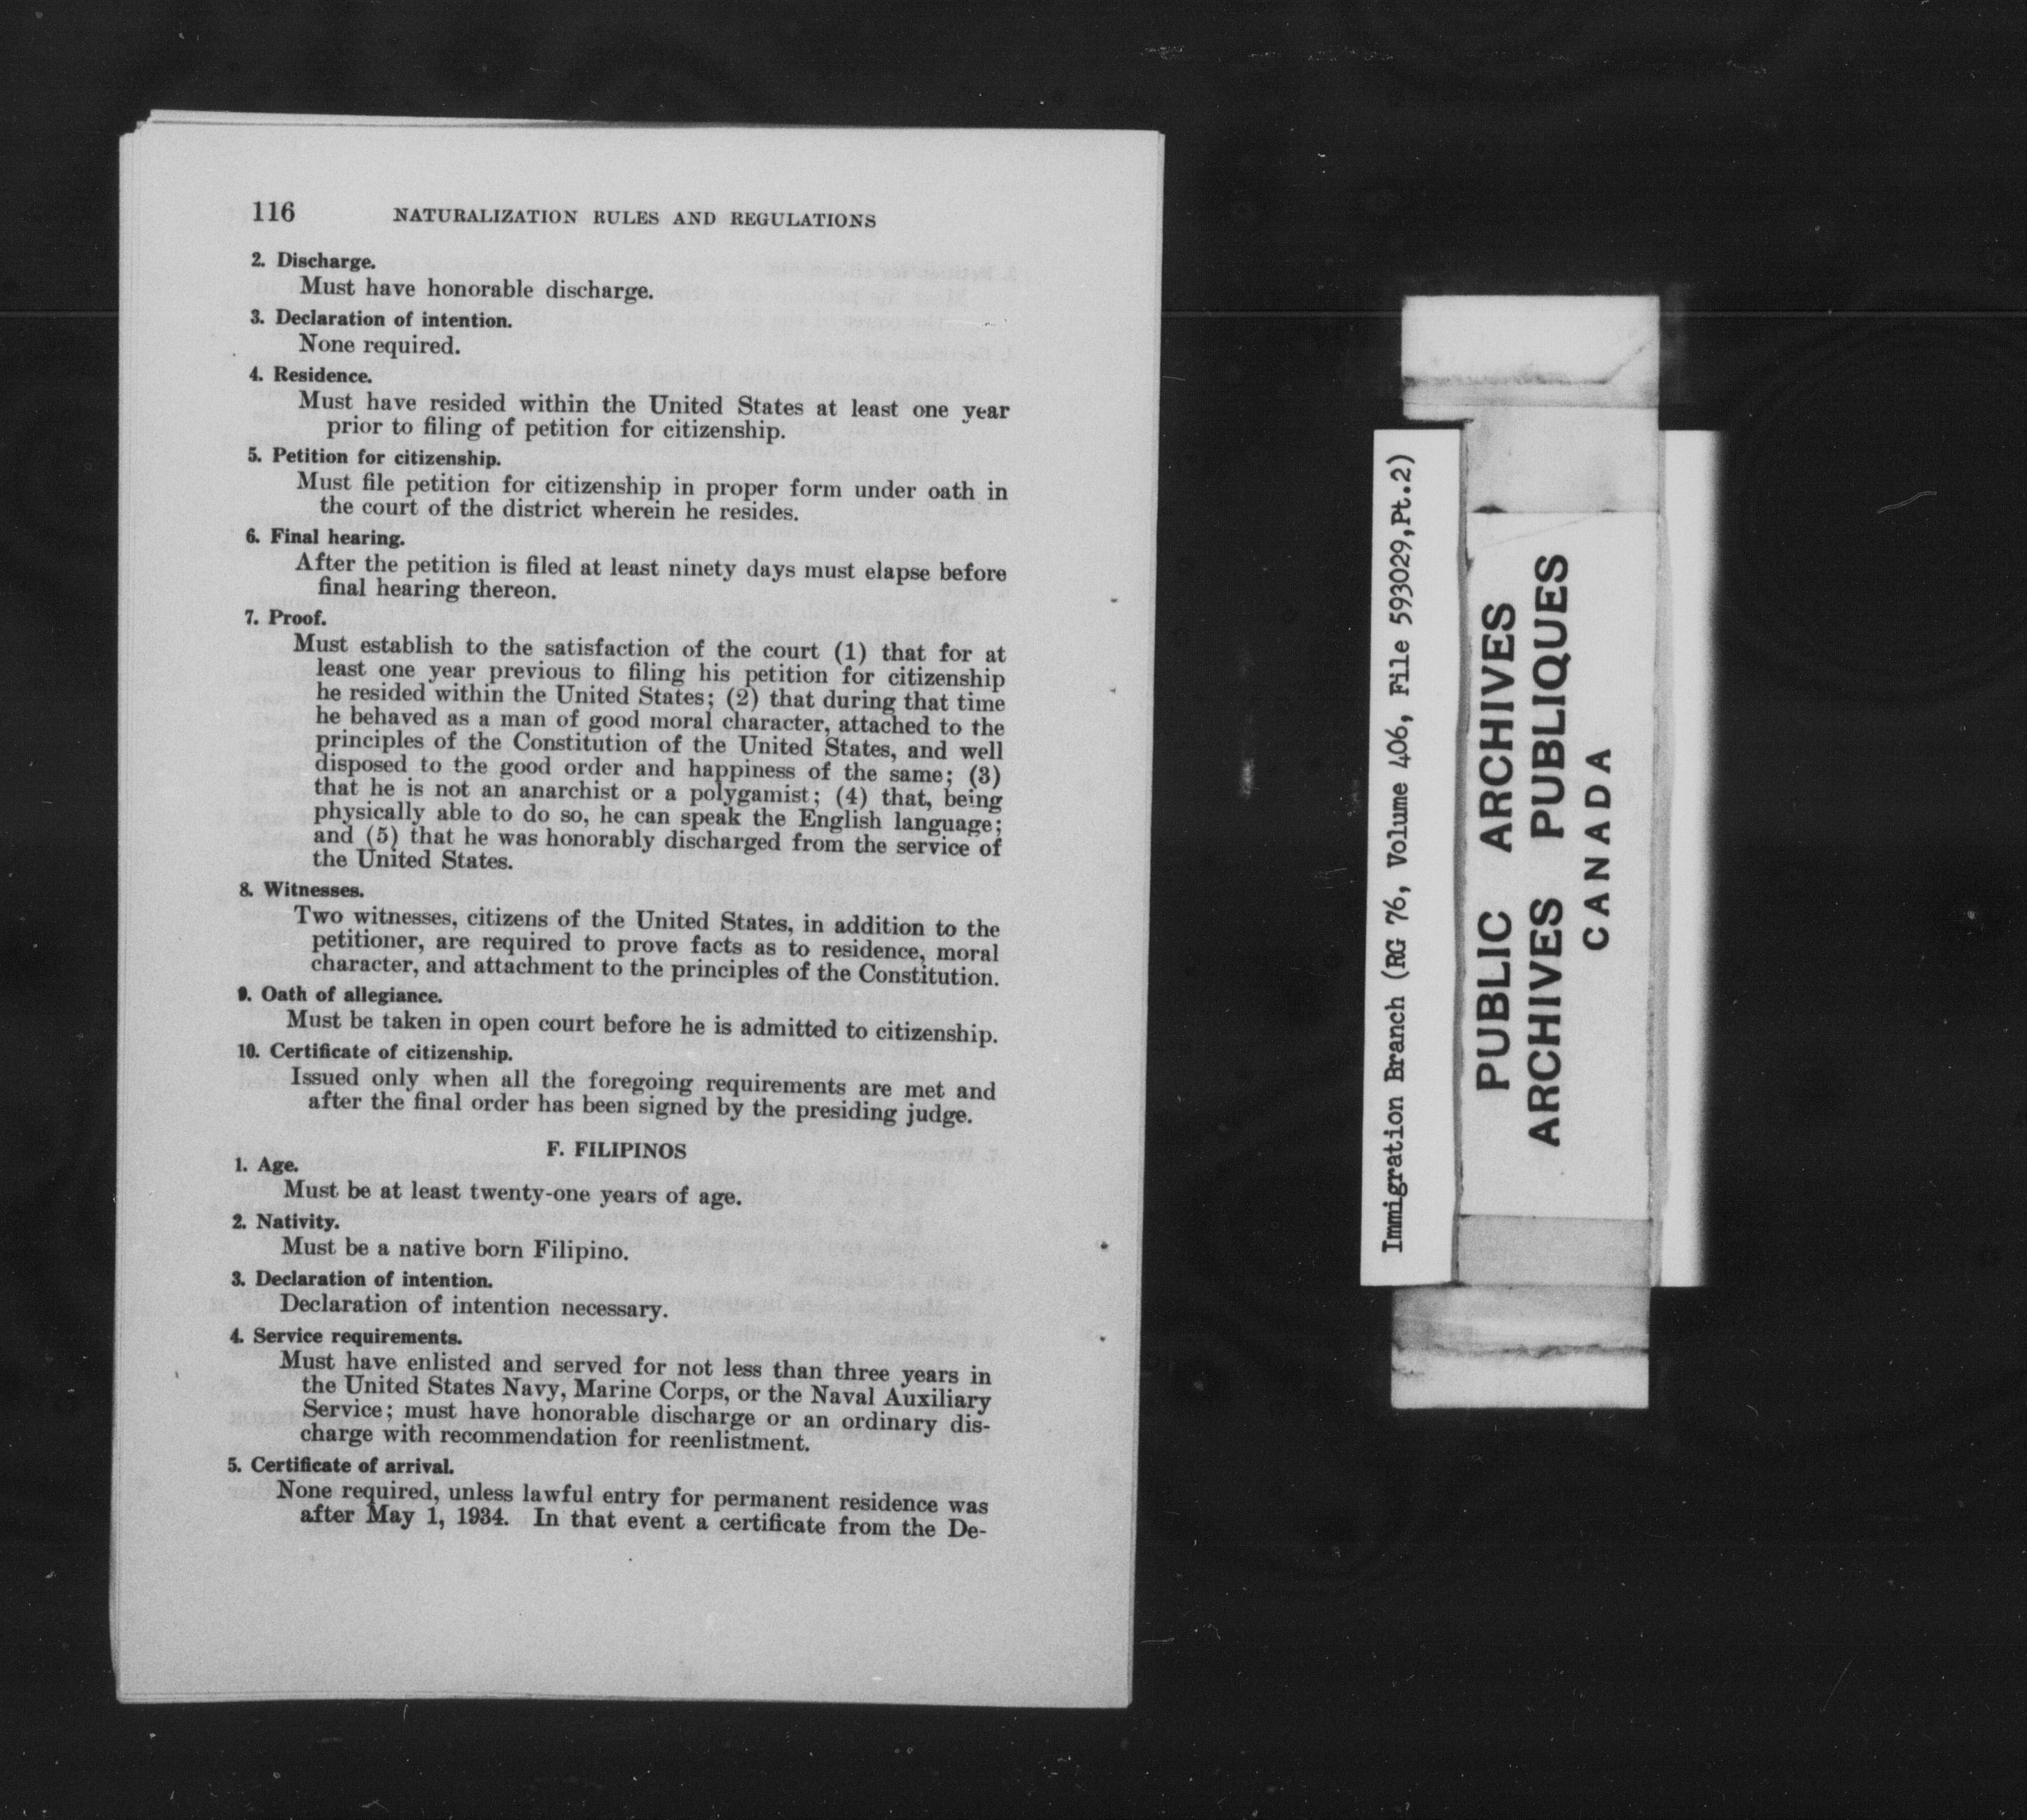 116 NATURALIZATION RULES AND REGULATIONS
2. Discharge.
Must have honorable discharge.
3. Declaration of intention.
None required.
4. Residence.
Must have resided within the United States at least one year
prior to filing of petition for citizenship.
5. Petition for citizenship.
Must file petition for citizenship in proper form under oath in
the court of the district wherein he resides.
6. Final hearing.
After the petition is filed at least ninety days must elapse before
final hearing thereon.
7. Proof.
Must establish to the satisfaction of the court (1) that for at
least one year previous to filing his petition for citizenship
he resided within the United States; (2) that during that time
he behaved as a man of good moral character, attached to the
principles of the Constitution of the United States, and well
disposed to the good order and happiness of the same; (3)
that he is not an anarchist or a polygamist; (4) that, being
physically able to do so, he can speak the English language;
and (5) that he was honorably discharged from the service of
the United States.
8. Witnesses.
Two witnesses, citizens of the United States, in addition to the
petitioner, are required to prove facts as to residence, moral
character, and attachment to the principles of the Constitution.
9. Oath of allegiance.
Must be taken in open court before he is admitted to citizenship.
10. Certificate of citizenship.
Issued only when all the foregoing requirements are met and
after the final order has been signed by the presiding judge.
F. FILIPINOS
1. Age.
Must be at least twenty-one years of age.
2. Nativity.
Must be a native born Filipino.
3. Declaration of intention.
Declaration of intention necessary.
4. Service requirements.
Must have enlisted and served for not less than three years in
the United States Navy, Marine Corps, or the Naval Auxiliary
Service; must have honorable discharge or an ordinary dis-
charge with recommendation for reenlistment.
5. Certificate of arrival.
None required, unless lawful entry for permanent residence was
after May 1, 1934. In that event a certificate from the De-
Immigration Branch (RG 76, Volume 406, File 593029,Pt.2)
PUBLIC ARCHIVES
ARCHIVES PUBLIQUES
CANADA